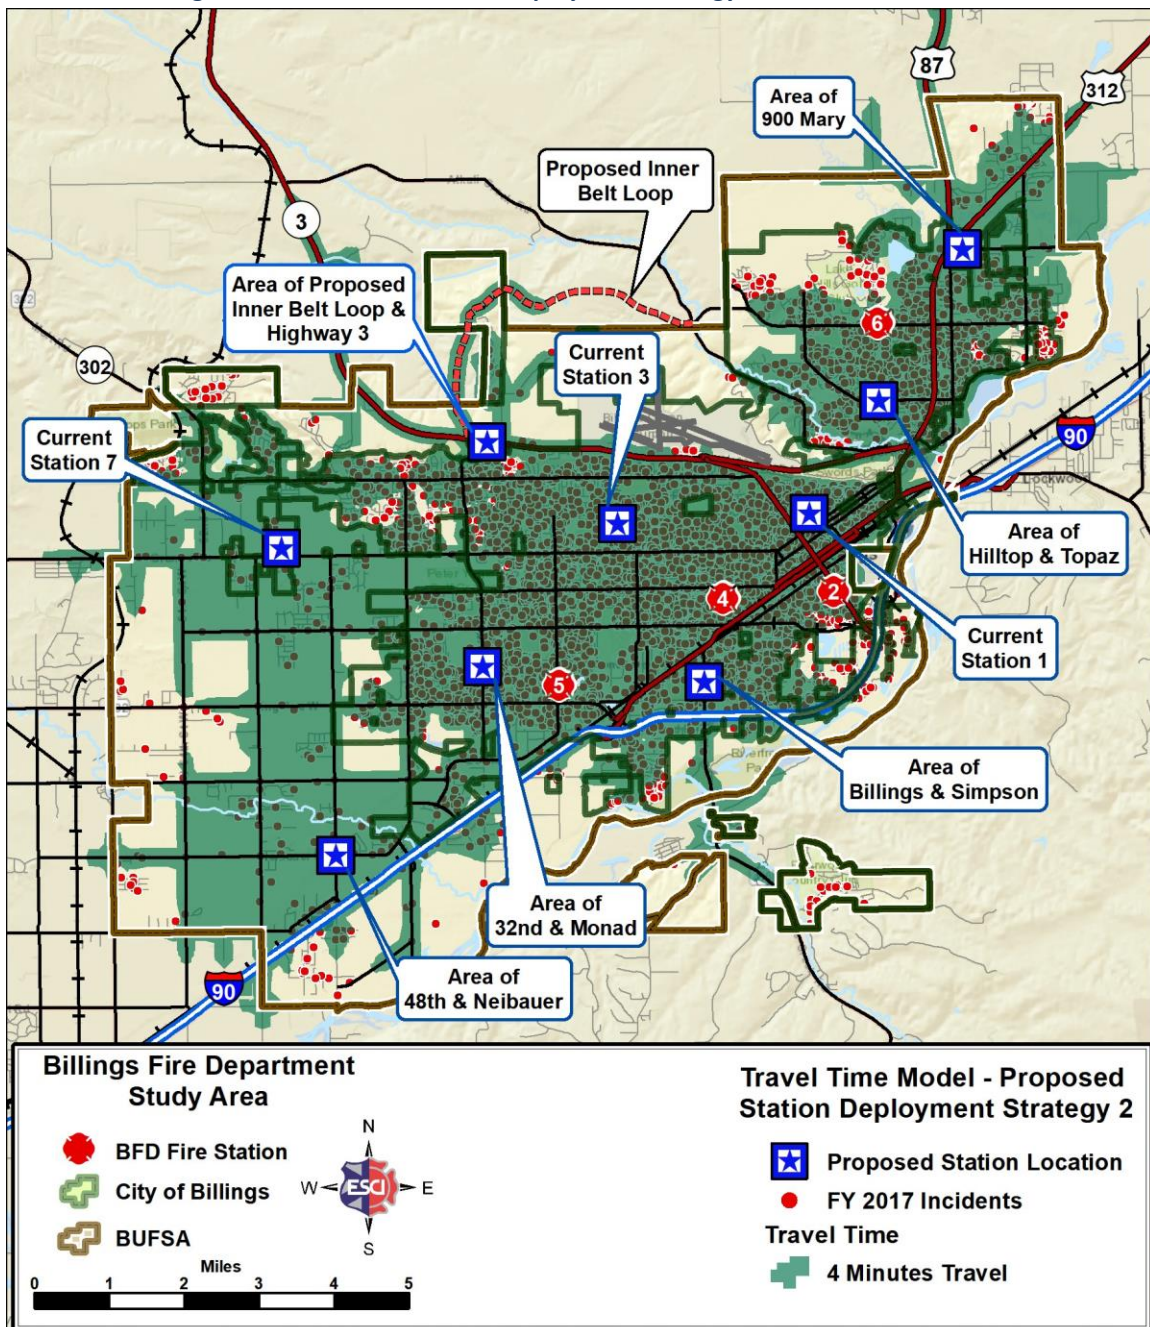 87
312
Area of
900 Mary
Proposed Inner
Belt Loop
3
Area of Proposed
Inner Belt Loop &
Highway 3
6
302
Current
Station 3
Current
Station 7
90
Lockwood
Area of
Hilltop & Topaz
4
2
Current
Station 1
5
Area of
Billings & Simpson
Area of
32nd & Monad
Area of
48th & Neibauer
90
Billings Fire Department
Study Area
BFD Fire Station
City of Billings
BUFSA
N
W
ESCI
E
S
Miles
0 1 2 3 4 5
Travel Time Model - Proposed
Station Deployment Strategy 2
Proposed Station Location
FY 2017 Incidents
Travel Time
4 Minutes Travel